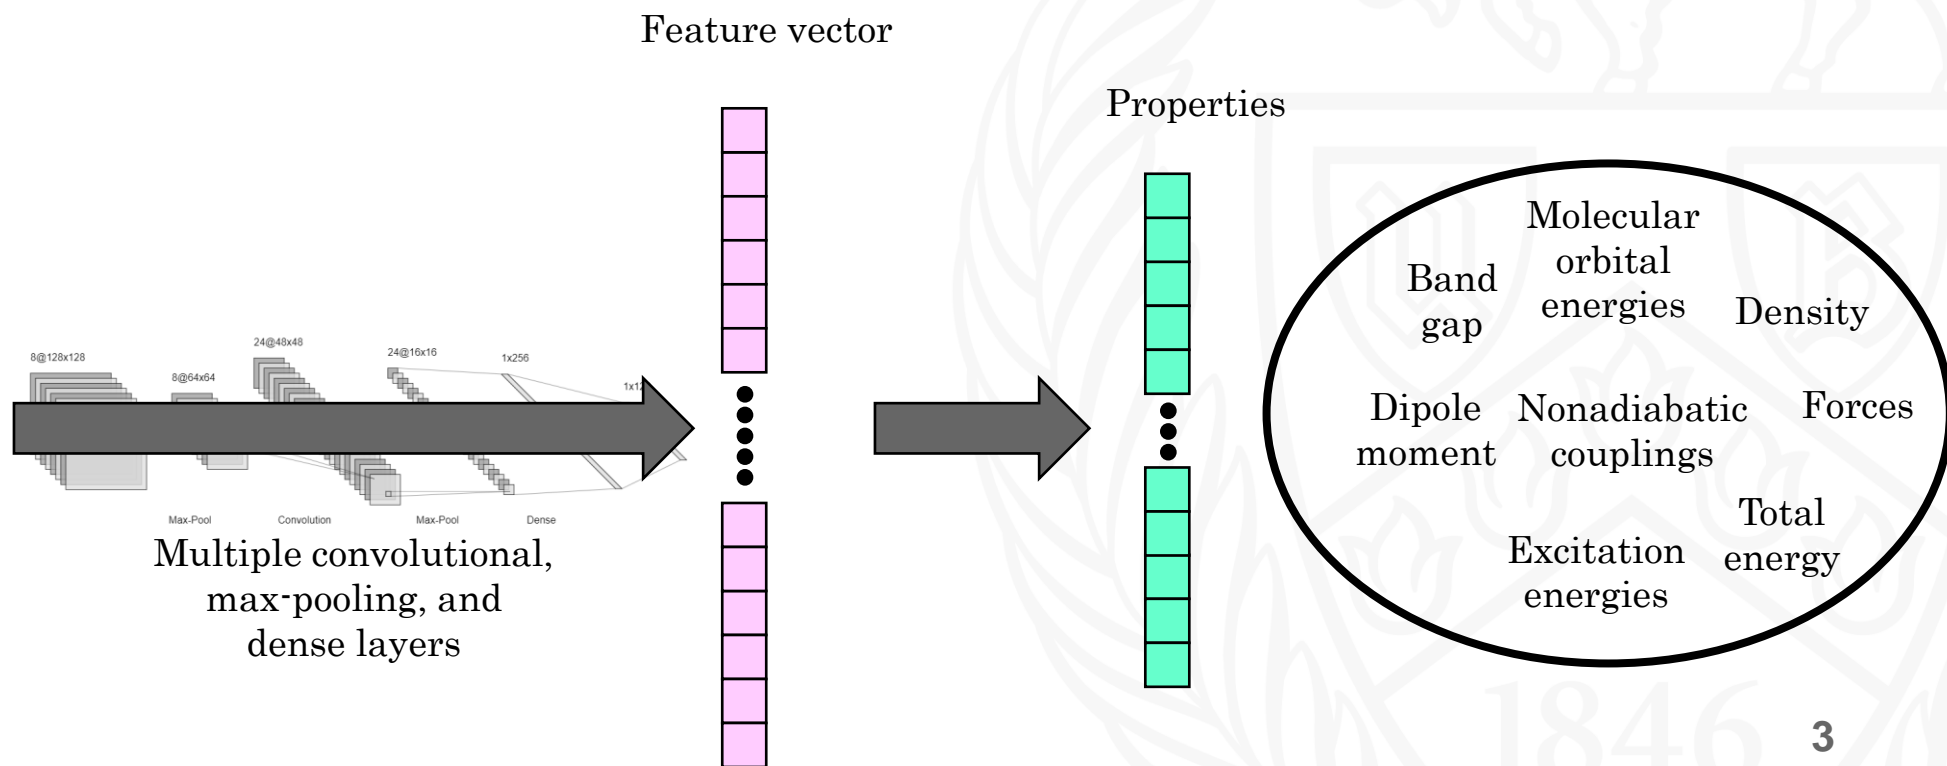 Feature vector
Properties
Molecular
orbital
energies
Band
gap
Density
Dipole
moment
Nonadiabatic
couplings
Forces
Total
energy
Excitation
energies
8@128x128
8@64x64
24@48x48
24@16x16
1x256
Max-Pool
Convolution
Max-Pool
Dense
Multiple convolutional,
max-pooling, and
dense layers
1846
3